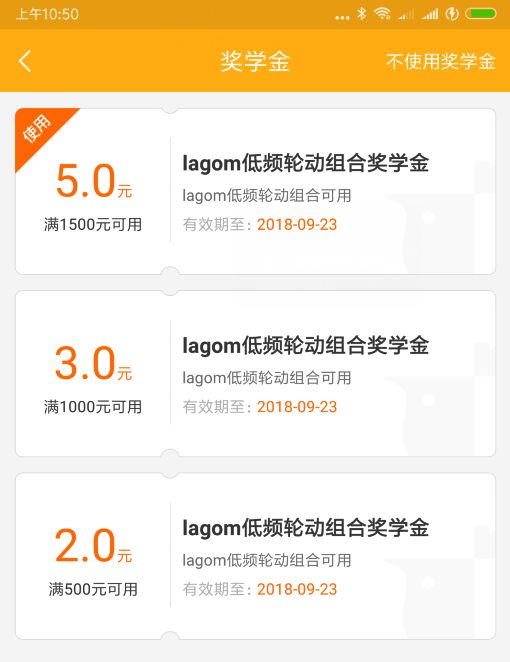 上午10:50
奖学金
不使用奖学金
使用
5.0元
满1500元可用
lagom低频轮动组合奖学金
lagom低频轮动组合可用
有效期至：2018-09-23
3.0元
满1000元可用
lagom低频轮动组合奖学金
lagom低频轮动组合可用
有效期至：2018-09-23
2.0元
满500元可用
lagom低频轮动组合奖学金
lagom低频轮动组合可用
有效期至：2018-09-23